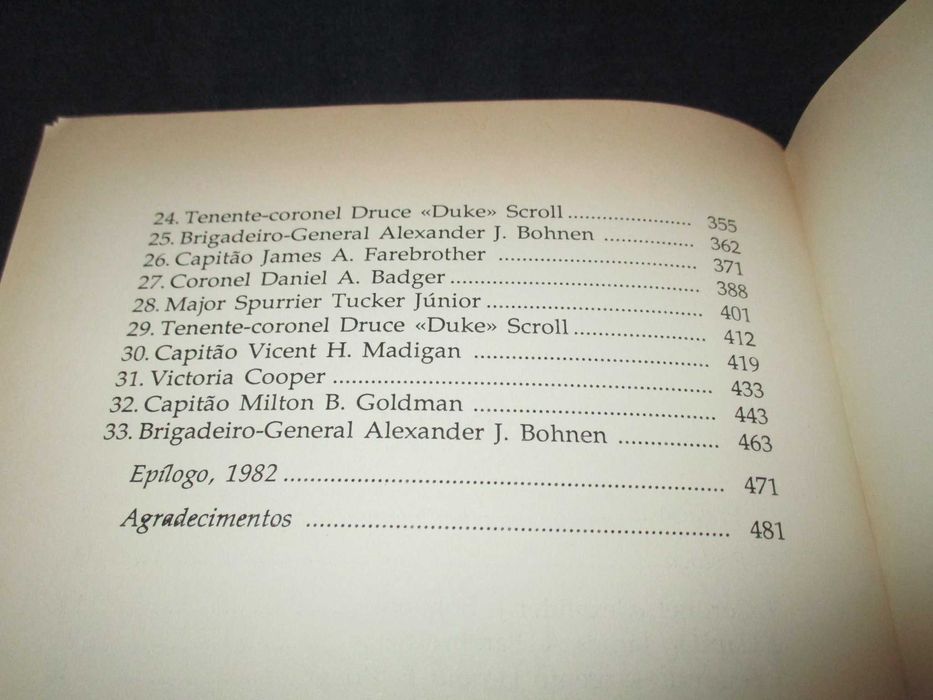 24. Tenente-coronel Druce «Duke» Scroll ........................ 355
25. Brigadeiro-General Alexander J. Bohnen ................. 362
26. Capitão James A. Farebrother .................................... 371
27. Coronel Daniel A. Badger ............................................ 388
28. Major Spurrier Tucker Júnior ...................................... 401
29. Tenente-coronel Druce «Duke» Scroll ........................ 412
30. Capitão Vicent H. Madigan ......................................... 419
31. Victoria Cooper .............................................................. 433
32. Capitão Milton B. Goldman ......................................... 443
33. Brigadeiro-General Alexander J. Bohnen ................. 463
Epílogo, 1982 ....................................................................... 471
Agradecimentos .................................................................... 481